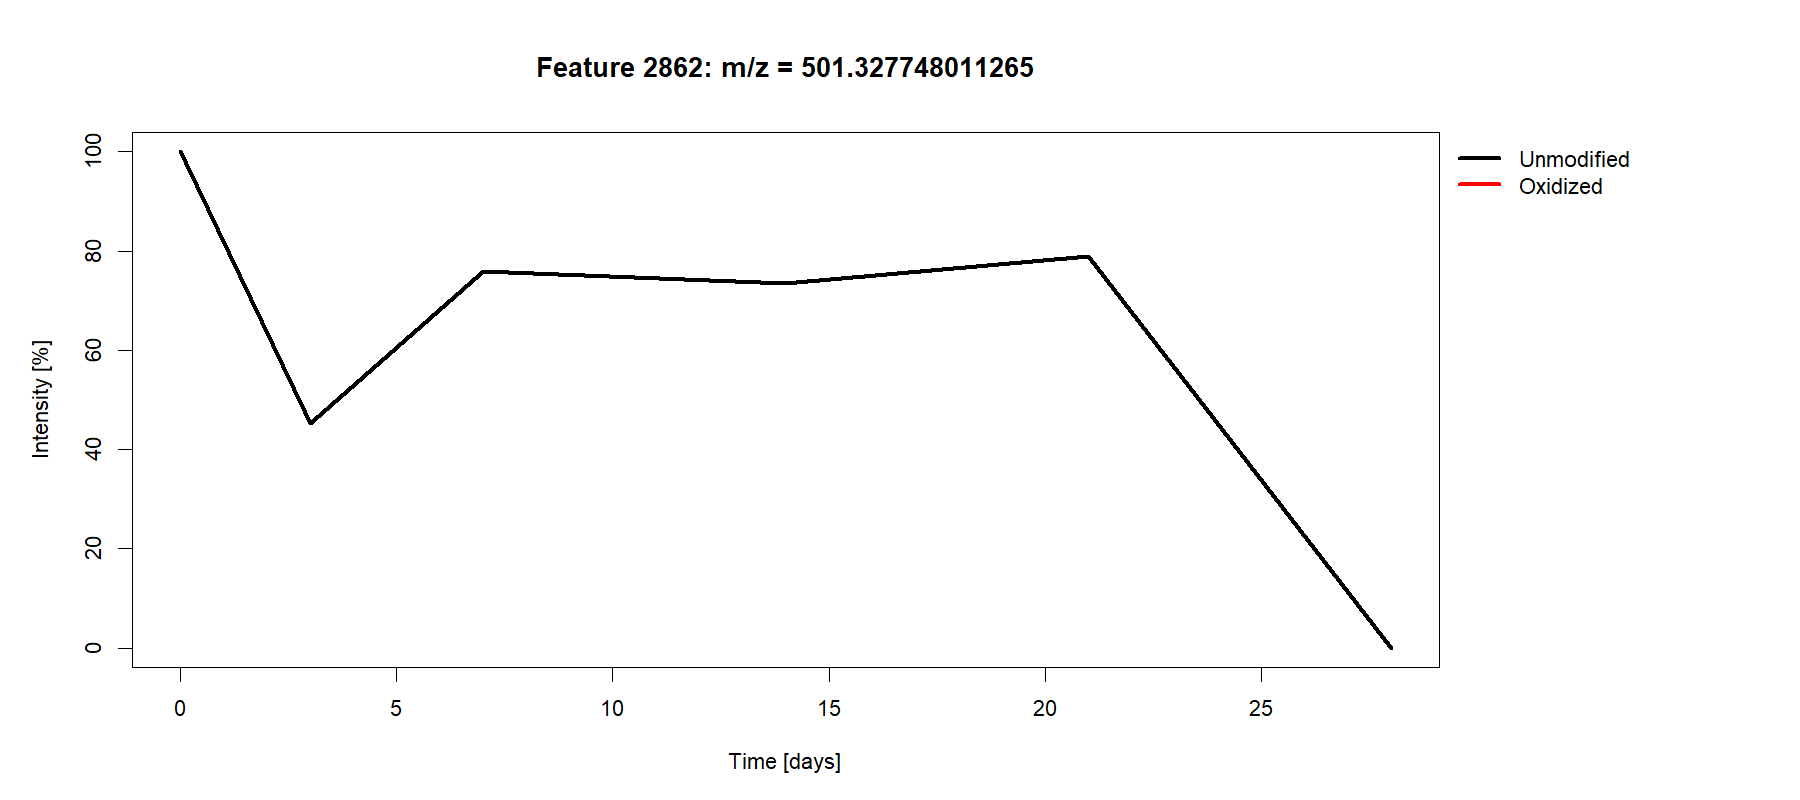 Feature 2862: m/z = 501.327748011265
Unmodified
Oxidized
Intensity [%]
100
80
60
40
20
0
0 5 10 15 20 25
Time [days]